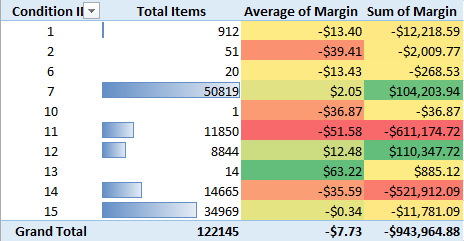 Condition II Total Items Average of Margin Sum of Margin
1 912 -$13.40 -$12,218.59
2 51 -$39.41 -$2,009.77
6 20 -$13.43 -$268.53
7 50819 $2.05 $104,203.94
10 1 -$36.87 -$36.87
11 11850 -$51.58 -$611,174.72
12 8844 $12.48 $110,347.72
13 14 $63.22 $885.12
14 14665 -$35.59 -$521,912.09
15 34969 -$0.34 -$11,781.09
Grand Total 122145 -$7.73 -$943,964.88